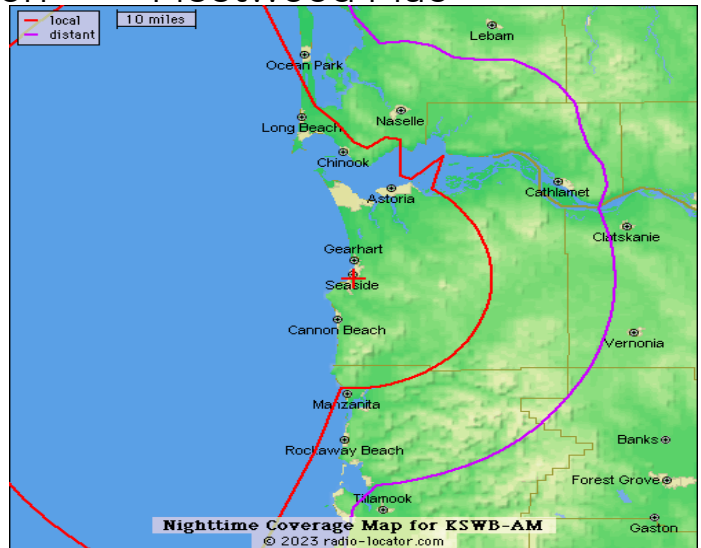 local
distant
10 miles
Lebam
Ocean Park
Long Beach
Naselle
Chinook
Astoria
Cathlamet
Clatskanie
Gearhart
Seaside
Cannon Beach
Vernonia
Manzanita
Rockaway Beach
Banks
Forest Grove
Tillamook
Gaston
Nighttime Coverage Map for KSWB-AM
© 2023 radio-locator.com